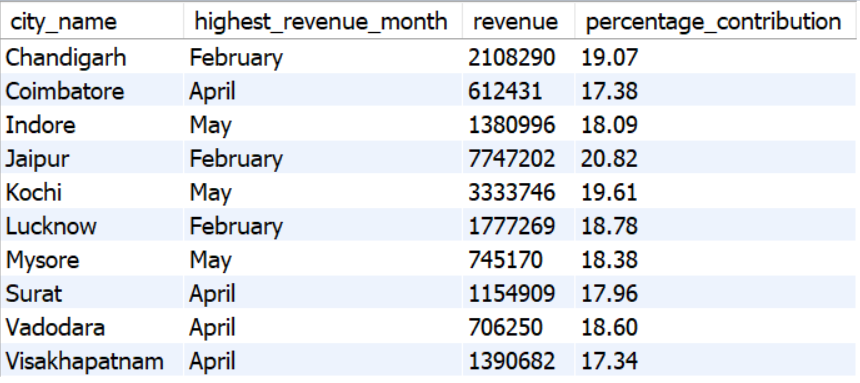 city_name highest_revenue_month revenue percentage_contribution
Chandigarh February 2108290 19.07
Coimbatore April 612431 17.38
Indore May 1380996 18.09
Jaipur February 7747202 20.82
Kochi May 3333746 19.61
Lucknow February 1777269 18.78
Mysore May 745170 18.38
Surat April 1154909 17.96
Vadodara April 706250 18.60
Visakhapatnam April 1390682 17.34